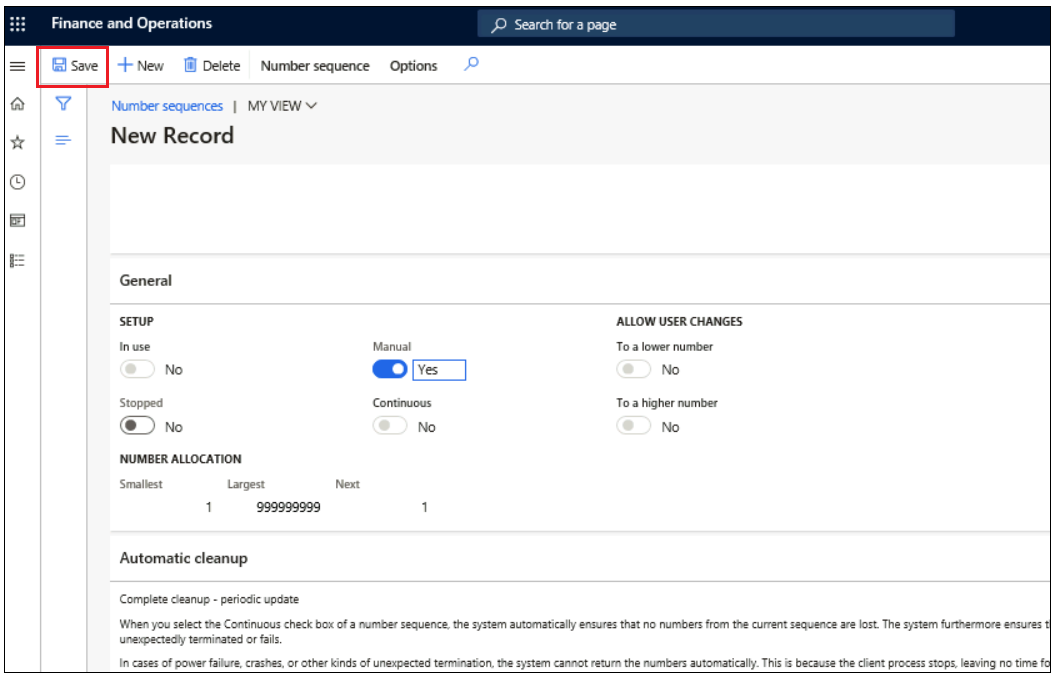 Finance and Operations
Search for a page
Save New Delete Number sequence Options
Number sequences | MY VIEW
New Record
General
SETUP ALLOW USER CHANGES
In use Manual To a lower number
No Yes No
Stopped Continuous To a higher number
No No No
NUMBER ALLOCATION
Smallest Largest Next
1 999999999 1
Automatic cleanup
Complete cleanup - periodic update
When you select the Continuous check box of a number sequence, the system automatically ensures that no numbers from the current sequence are lost. The system furthermore ensures t
unexpectedly terminated or fails.
In cases of power failure, crashes, or other kinds of unexpected termination, the system cannot return the numbers automatically. This is because the client process stops, leaving no time fo